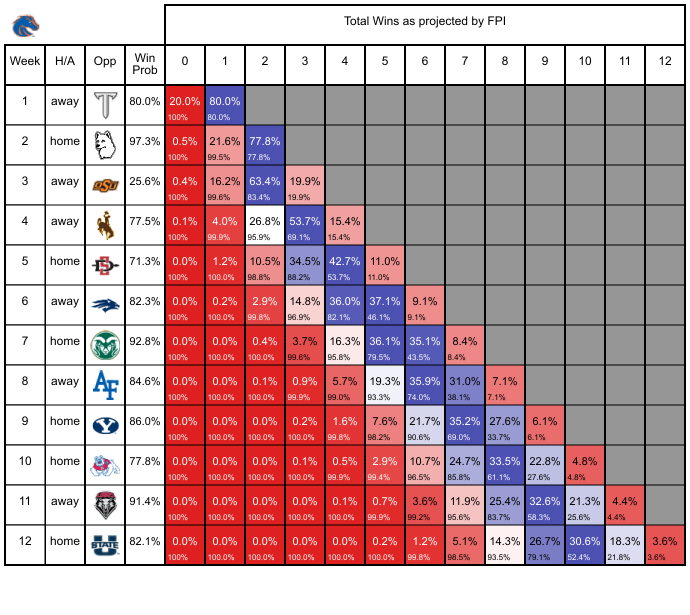 Total Wins as projected by FPI
Week H/A Opp Win Prob 0 1 2 3 4 5 6 7 8 9 10 11 12
1 away T 80.0% 20.0% 80.0%
100% 80.0%
2 home 97.3% 0.5% 21.6% 77.8%
100% 99.5% 77.8%
3 away OSU 25.6% 0.4% 16.2% 63.4% 19.9%
100% 99.6% 83.4% 19.9%
4 away 77.5% 0.1% 4.0% 26.8% 53.7% 15.4%
100% 99.9% 95.9% 69.1% 15.4%
5 home SD 71.3% 0.0% 1.2% 10.5% 34.5% 42.7% 11.0%
100% 100.0% 98.8% 88.2% 53.7% 11.0%
6 away 82.3% 0.0% 0.2% 2.9% 14.8% 36.0% 37.1% 9.1%
100% 100.0% 99.8% 96.9% 82.1% 46.1% 9.1%
7 home 92.8% 0.0% 0.0% 0.4% 3.7% 16.3% 36.1% 35.1% 8.4%
100% 100.0% 100.0% 99.6% 95.8% 79.5% 43.5% 8.4%
8 away AF 84.6% 0.0% 0.0% 0.1% 0.9% 5.7% 19.3% 35.9% 31.0% 7.1%
100% 100.0% 100.0% 99.9% 99.0% 93.3% 74.0% 38.1% 7.1%
9 home Y 86.0% 0.0% 0.0% 0.0% 0.2% 1.6% 7.6% 21.7% 35.2% 27.6% 6.1%
100% 100.0% 100.0% 100.0% 99.8% 98.2% 90.6% 69.0% 33.7% 6.1%
10 home 77.8% 0.0% 0.0% 0.0% 0.1% 0.5% 2.9% 10.7% 24.7% 33.5% 22.8% 4.8%
100% 100.0% 100.0% 100.0% 99.9% 99.4% 96.5% 85.8% 61.1% 27.6% 4.8%
11 away 91.4% 0.0% 0.0% 0.0% 0.0% 0.1% 0.7% 3.6% 11.9% 25.4% 32.6% 21.3% 4.4%
100% 100.0% 100.0% 100.0% 100.0% 99.9% 99.2% 95.6% 83.7% 58.3% 25.6% 4.4%
12 home U STATE 82.1% 0.0% 0.0% 0.0% 0.0% 0.0% 0.2% 1.2% 5.1% 14.3% 26.7% 30.6% 18.3% 3.6%
100% 100.0% 100.0% 100.0% 100.0% 100.0% 99.8% 98.5% 93.5% 79.1% 52.4% 21.8% 3.6%